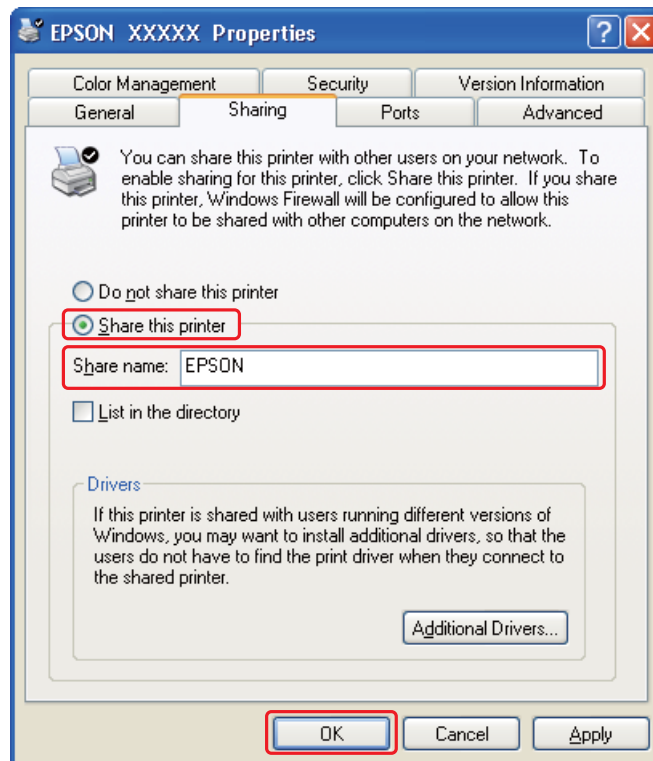 EPSON XXXXX Properties
Color Management
Security
Version Information
General
Sharing
Ports
Advanced
You can share this printer with other users on your network. To
enable sharing for this printer, click Share this printer. If you share
this printer, Windows Firewall will be configured to allow this
printer to be shared with other computers on the network.
Do not share this printer
Share this printer
Share name: EPSON
List in the directory
Drivers
If this printer is shared with users running different versions of
Windows, you may want to install additional drivers, so that the
users do not have to find the print driver when they connect to
the shared printer.
Additional Drivers...
OK
Cancel
Apply